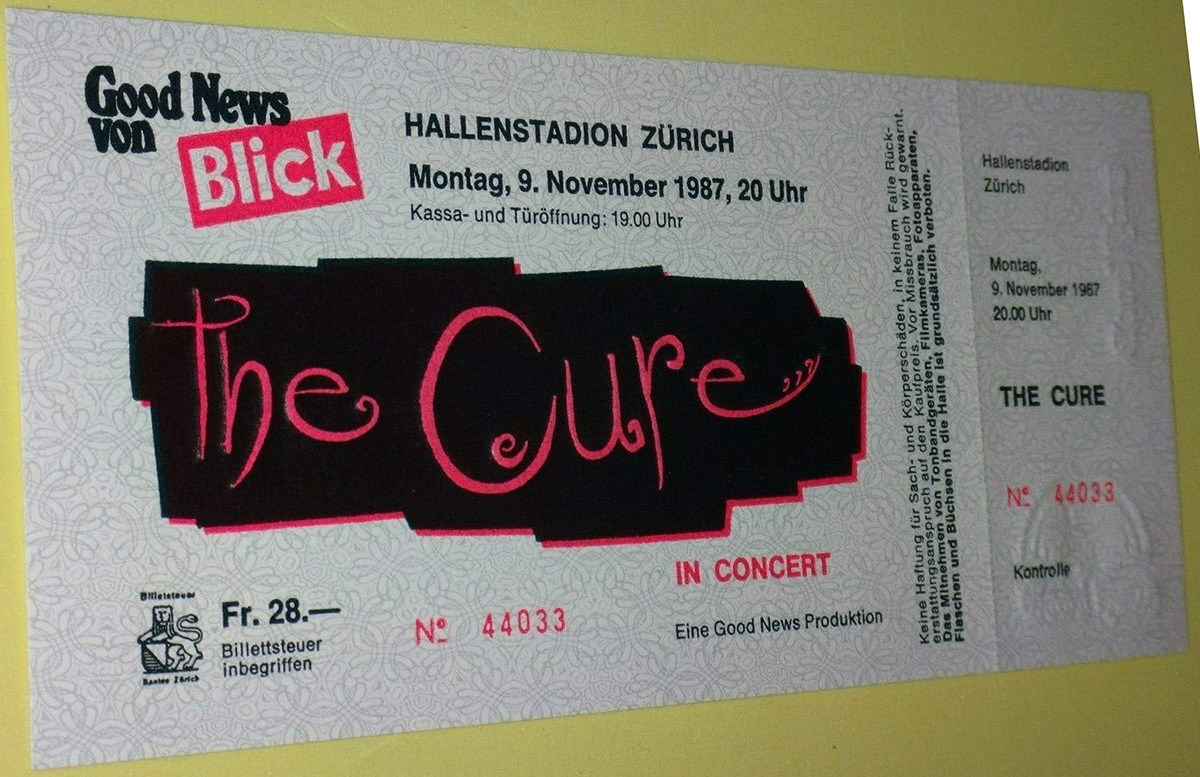 Good News
von
Blick
HALLENSTADION ZÜRICH
Montag, 9. November 1987, 20 Uhr
Kassa- und Türöffnung: 19.00 Uhr
The Cure
IN CONCERT
Billetsteuer
Kanton Zürich
Fr. 28.—
Billettsteuer
inbegriffen
Nº 44033
Eine Good News Produktion
Keine Haftung für Sach- und Körperschäden, in keinem Falle Rück-
erstattungsanspruch auf den Kaufpreis. Vor Missbrauch wird gewarnt.
Das Mitnehmen von Tonbandgeräten, Filmkameras, Fotoapparaten,
Flaschen und Büchsen in die Halle ist grundsätzlich verboten.
Hallenstadion
Zürich
Montag,
9. November 1987
20.00 Uhr
THE CURE
Nº 44033
Kontrolle